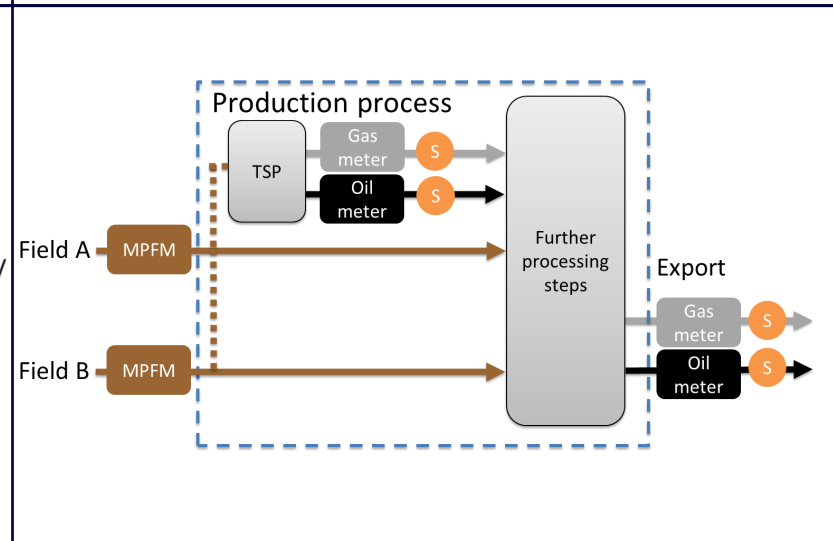 Production process
Gas
meter
S
TSP
Oil
meter
S
Field A
MPFM
Further
processing
steps
Export
Gas
meter
S
Field B
MPFM
Oil
meter
S